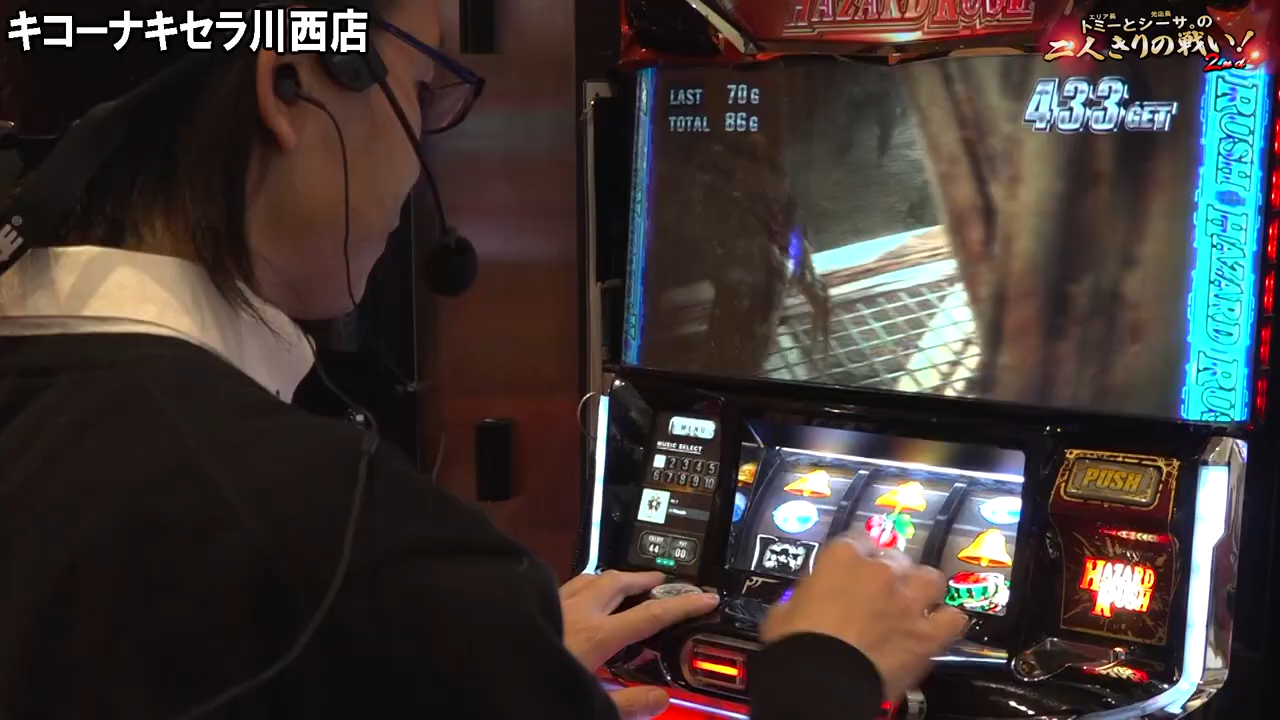 キコーナキセラ川西店
エリア長 元店長
トミーとシーサ。の
二人きりの戦い!
2nd
HAZARD RUSH
LAST 70G
TOTAL 86G
433 GET
RUSH HAZARD RUS
MENU
MUSIC SELECT
1 2 3 4 5
6 7 8 9 10
CREDIT
44
PAY
00
PUSH
HAZARD
RUSH